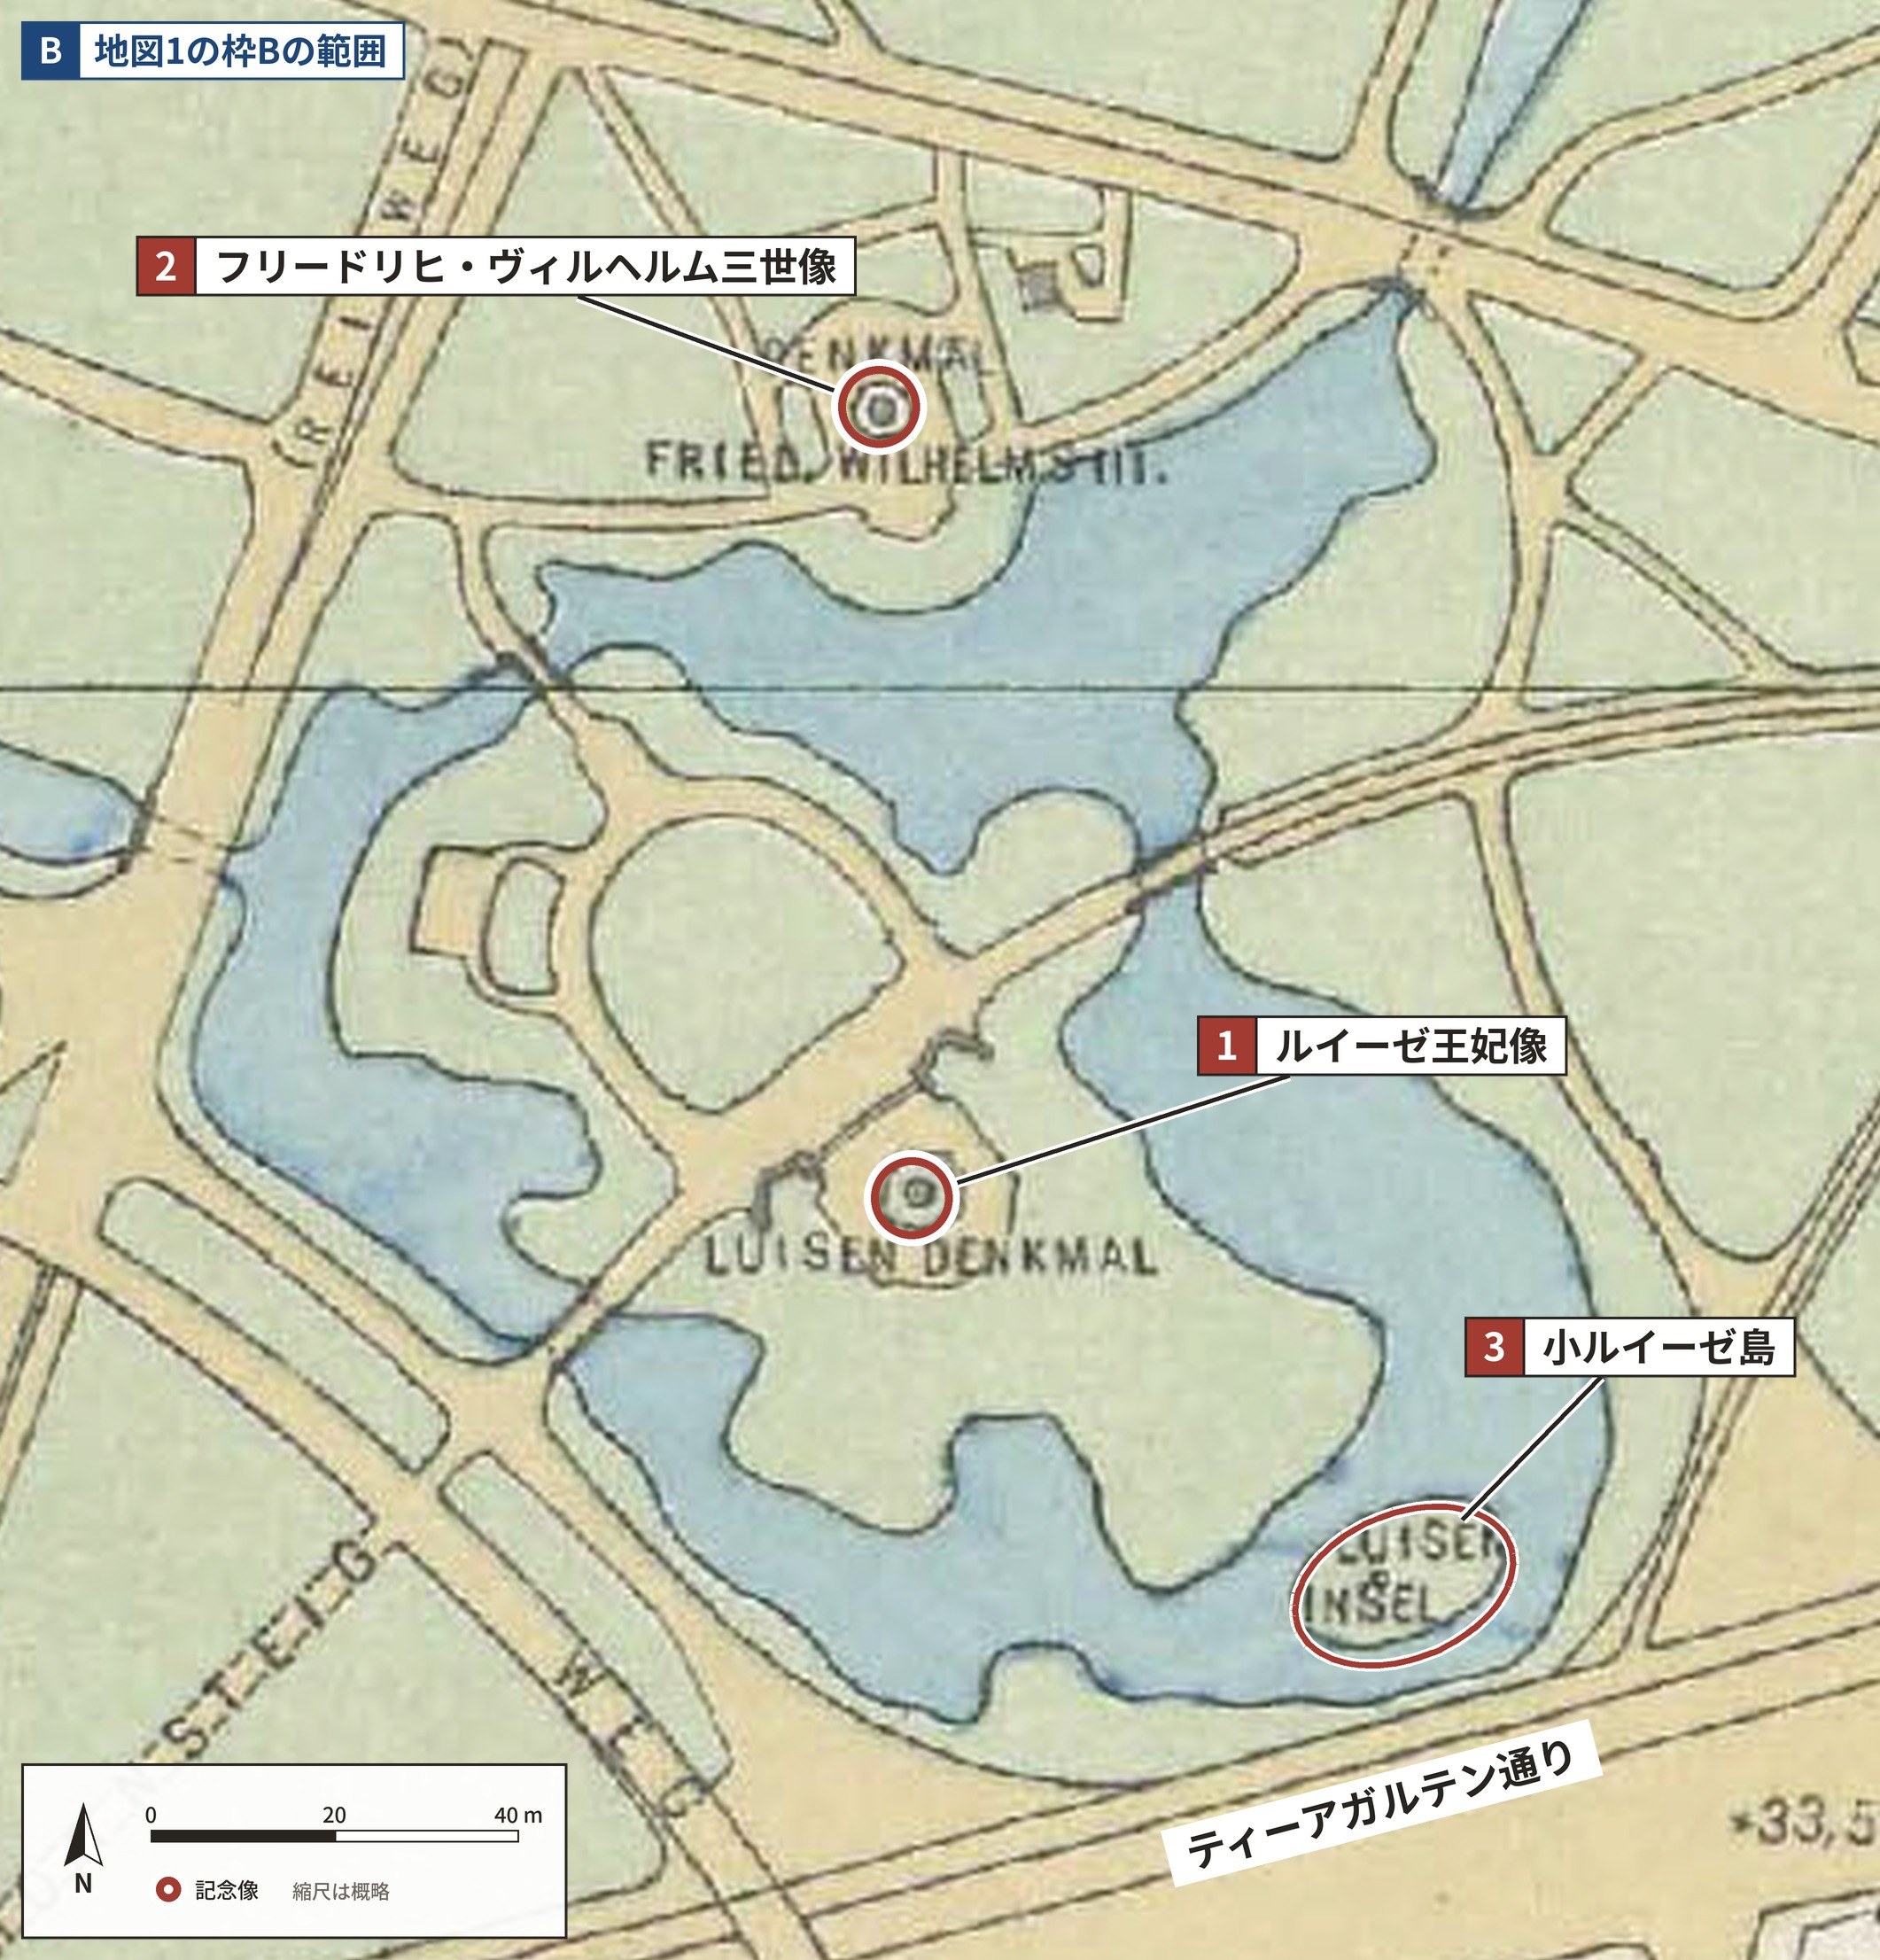 B 地図1の枠Bの範囲
(REITWEG)
2 フリードリヒ・ヴィルヘルム三世像
DENKMAL
FRIED. WILHELMS III.
1 ルイーゼ王妃像
LUISEN DENKMAL
3 小ルイーゼ島
LUISEN
INSEL
WEG
ティーアガルテン通り
0 20 40 m
N
記念像 縮尺は概略